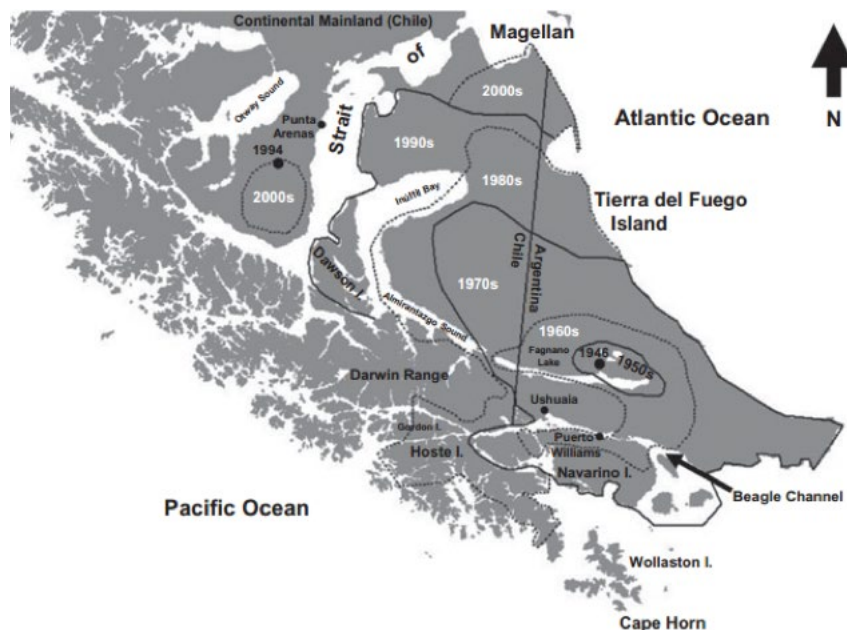 Continental Mainland (Chile)
Magellan
of
Strait
Otway Sound
Punta
Arenas
1994
2000s
2000s
Atlantic Ocean
N
1990s
1980s
Inúltil Bay
Tierra del Fuego
Island
Argentina
Chile
Dawson I.
1970s
Almirantazgo Sound
1960s
Fagnano
Lake
1946
1950s
Darwin Range
Ushuaia
Gordon I.
Hoste I.
Puerto
Williams
Navarino I.
Beagle Channel
Pacific Ocean
Wollaston I.
Cape Horn